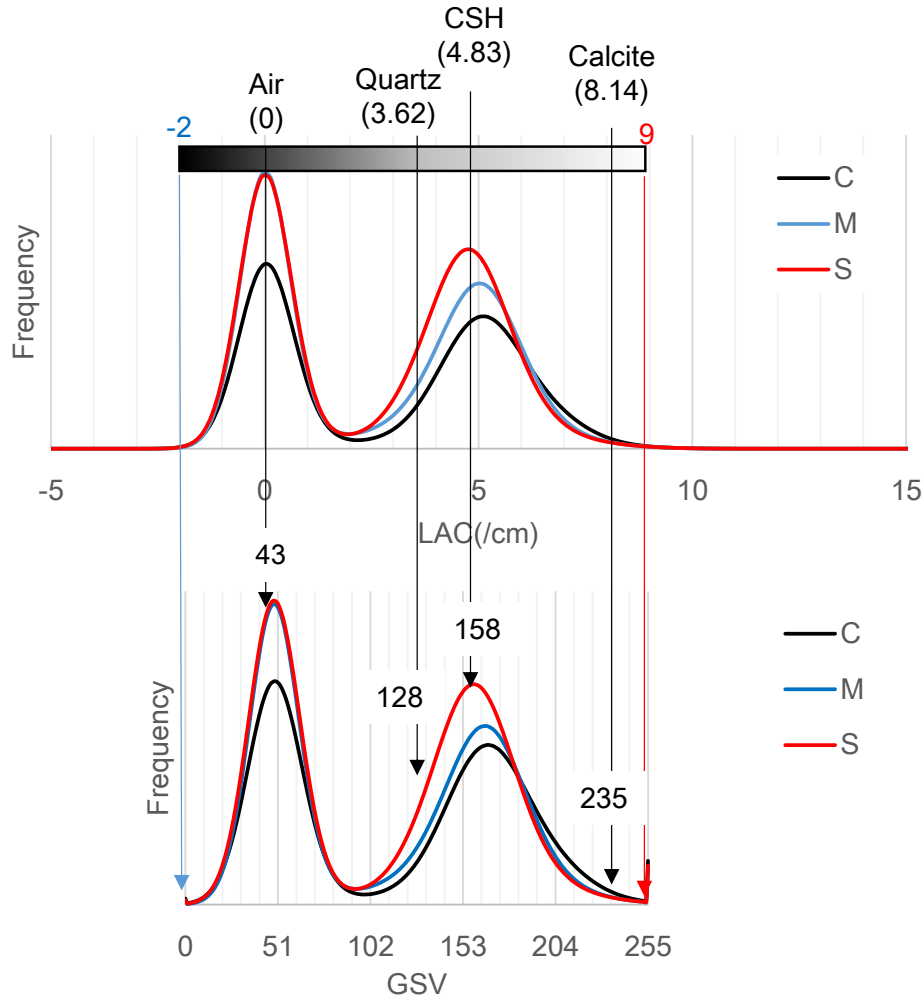 CSH
(4.83)
Air
(0)
Quartz
(3.62)
Calcite
(8.14)
-2
9
C
M
S
Frequency
-5
0
5
10
15
LAC(/cm)
43
158
128
235
C
M
S
Frequency
0
51
102
153
204
255
GSV